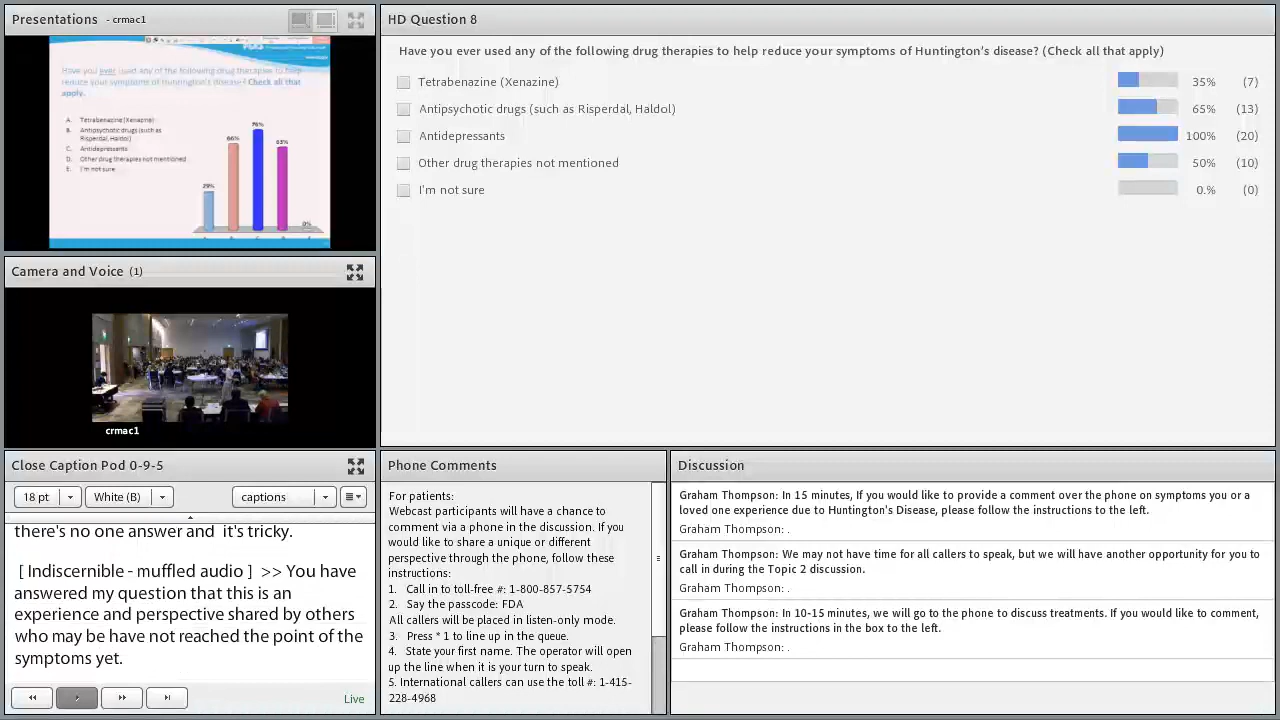 Presentations - crmac1
Have you ever used any of the following drug therapies to help
reduce your symptoms of Huntington's disease? Check all that
apply.
A. Tetrabenazine (Xenazine)
B. Antipsychotic drugs (such as
Risperdal, Haldol)
C. Antidepressants
D. Other drug therapies not mentioned
E. I'm not sure
29%
66%
76%
63%
0%
Camera and Voice (1)
crmac1
Close Caption Pod 0-9-5
18 pt White (B) captions
there's no one answer and it's tricky.
[ Indiscernible - muffled audio ] >> You have
answered my question that this is an
experience and perspective shared by others
who may be have not reached the point of the
symptoms yet.
Live
HD Question 8
Have you ever used any of the following drug therapies to help reduce your symptoms of Huntington's disease? (Check all that apply)
Tetrabenazine (Xenazine) 35% (7)
Antipsychotic drugs (such as Risperdal, Haldol) 65% (13)
Antidepressants 100% (20)
Other drug therapies not mentioned 50% (10)
I'm not sure 0.% (0)
Phone Comments
For patients:
Webcast participants will have a chance to
comment via a phone in the discussion. If you
would like to share a unique or different
perspective through the phone, follow these
instructions:
1. Call in to toll-free #: 1-800-857-5754
2. Say the passcode: FDA
All callers will be placed in listen-only mode.
3. Press * 1 to line up in the queue.
4. State your first name. The operator will open
up the line when it is your turn to speak.
5. International callers can use the toll #: 1-415-
228-4968
Discussion
Graham Thompson: In 15 minutes, If you would like to provide a comment over the phone on symptoms you or a
loved one experience due to Huntington's Disease, please follow the instructions to the left.
Graham Thompson: .
Graham Thompson: We may not have time for all callers to speak, but we will have another opportunity for you to
call in during the Topic 2 discussion.
Graham Thompson: .
Graham Thompson: In 10-15 minutes, we will go to the phone to discuss treatments. If you would like to comment,
please follow the instructions in the box to the left.
Graham Thompson: .